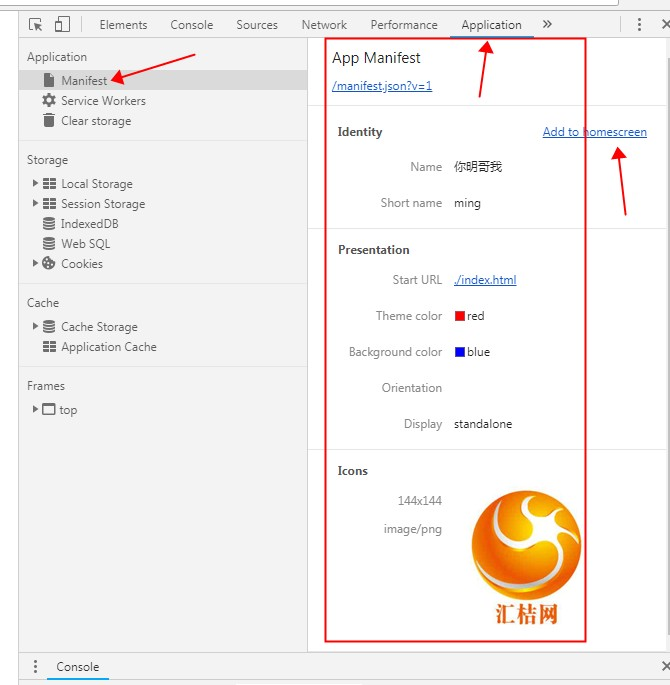 Elements Console Sources Network Performance Application »
Application
Manifest
Service Workers
Clear storage
Storage
Local Storage
Session Storage
IndexedDB
Web SQL
Cookies
Cache
Cache Storage
Application Cache
Frames
top
App Manifest
/manifest.json?v=1
Identity Add to homescreen
Name 你明哥我
Short name ming
Presentation
Start URL ./index.html
Theme color red
Background color blue
Orientation
Display standalone
Icons
144x144
image/png
汇桔网
Console